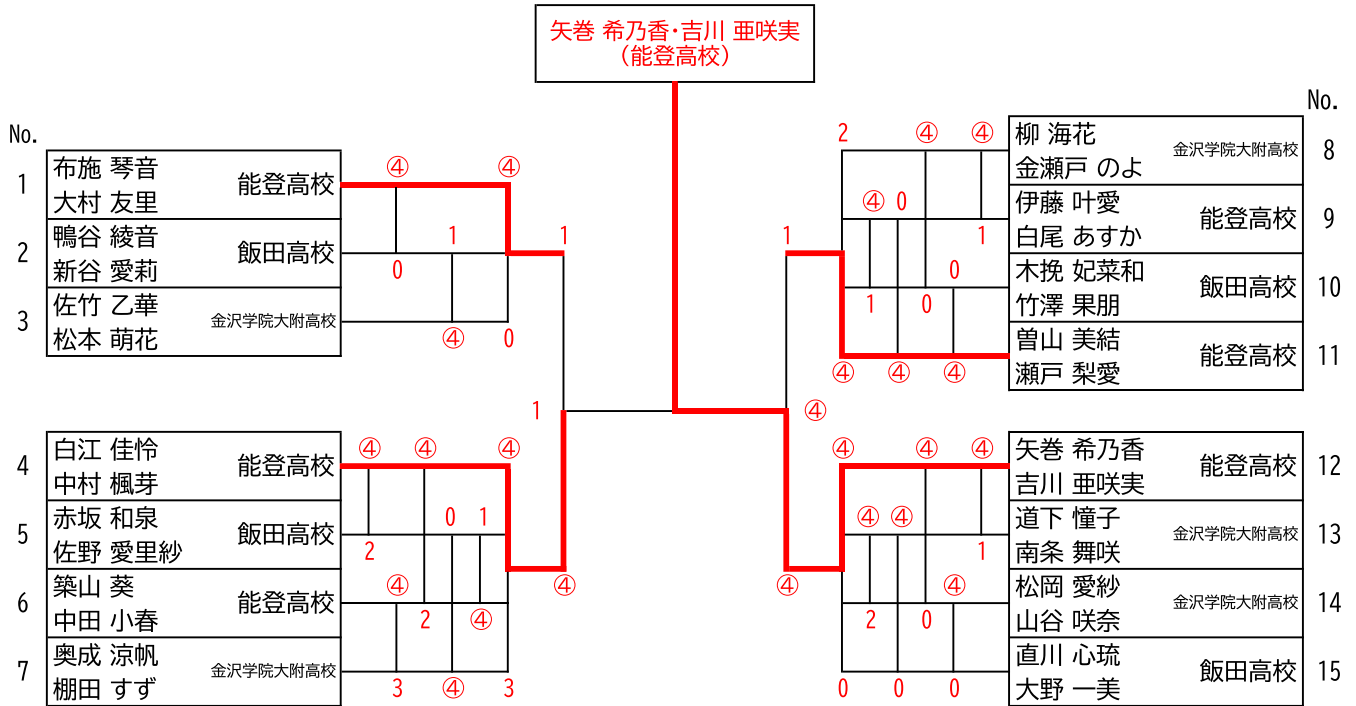 矢巻 希乃香・吉川 亜咲実
（能登高校）
No.
1
布施 琴音
大村 友里
能登高校
2
鴨谷 綾音
新谷 愛莉
飯田高校
3
佐竹 乙華
松本 萌花
金沢学院大附高校
④ ④
1 1
0
④ 0
4
白江 佳怜
中村 楓芽
能登高校
5
赤坂 和泉
佐野 愛里紗
飯田高校
6
築山 葵
中田 小春
能登高校
7
奥成 涼帆
棚田 すず
金沢学院大附高校
1
④ ④ ④
0 1
2
④ ④
2 ④
3 ④ 3
No.
柳 海花
金瀬戸 のよ
金沢学院大附高校
8
伊藤 叶愛
白尾 あすか
能登高校
9
木挽 妃菜和
竹澤 果朋
飯田高校
10
曽山 美結
瀬戸 梨愛
能登高校
11
2 ④ ④
④ 0
1 1
0
1 0
④ ④ ④
④
矢巻 希乃香
吉川 亜咲実
能登高校
12
道下 憧子
南条 舞咲
金沢学院大附高校
13
松岡 愛紗
山谷 咲奈
金沢学院大附高校
14
直川 心琉
大野 一美
飯田高校
15
④ ④ ④
④ ④
1
④ ④
2 0
0 0 0